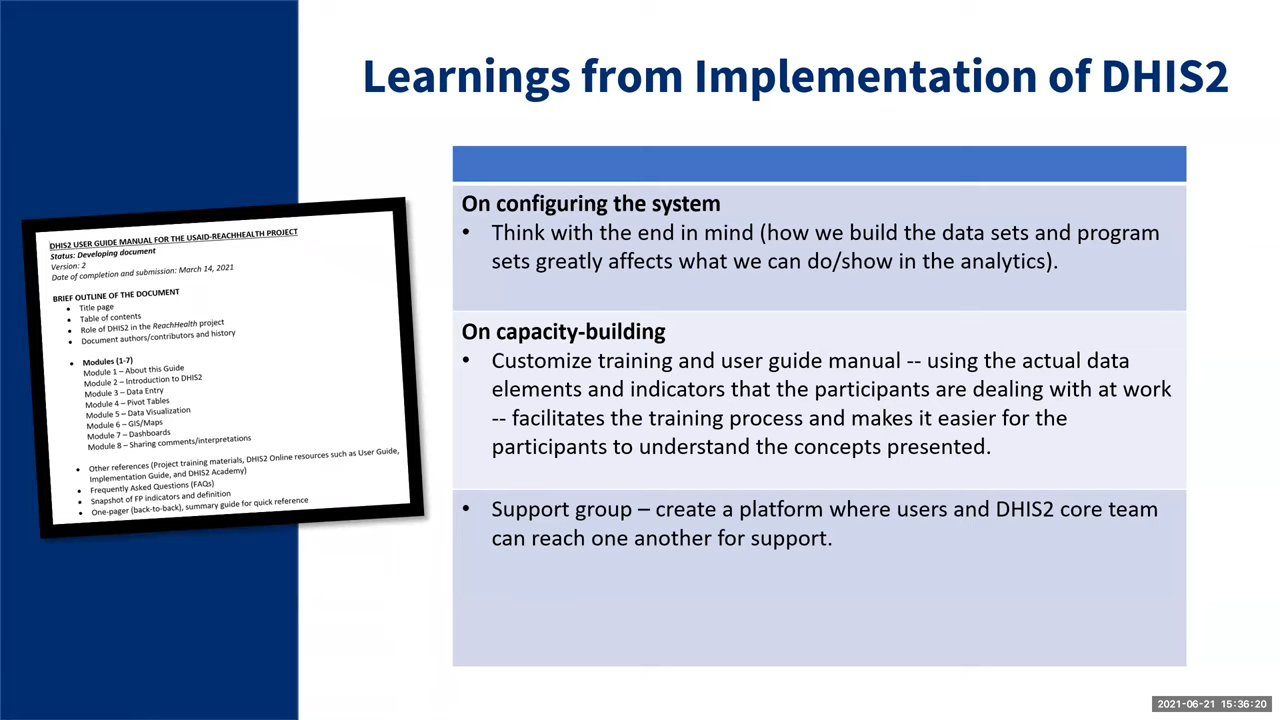 Learnings from Implementation of DHIS2
DHIS2 USER GUIDE MANUAL FOR THE USAID-REACHHEALTH PROJECT
Status: Developing document
Version: 2
Date of completion and submission: March 14, 2021
BRIEF OUTLINE OF THE DOCUMENT
• Title page
• Table of contents
• Role of DHIS2 in the ReachHealth project
• Document authors/contributors and history
• Modules (1-7)
Module 1 – About this Guide
Module 2 – Introduction to DHIS2
Module 3 – Data Entry
Module 4 – Pivot Tables
Module 5 – Data Visualization
Module 6 – GIS/Maps
Module 7 – Dashboards
Module 8 – Sharing comments/interpretations
• Other references (Project training materials, DHIS2 Online resources such as User Guide,
Implementation Guide, and DHIS2 Academy)
• Frequently Asked Questions (FAQs)
• Snapshot of FP indicators and definition
• One-pager (back-to-back), summary guide for quick reference
On configuring the system
• Think with the end in mind (how we build the data sets and program
sets greatly affects what we can do/show in the analytics).
On capacity-building
• Customize training and user guide manual -- using the actual data
elements and indicators that the participants are dealing with at work
-- facilitates the training process and makes it easier for the
participants to understand the concepts presented.
• Support group – create a platform where users and DHIS2 core team
can reach one another for support.
2021-06-21 15:36:20